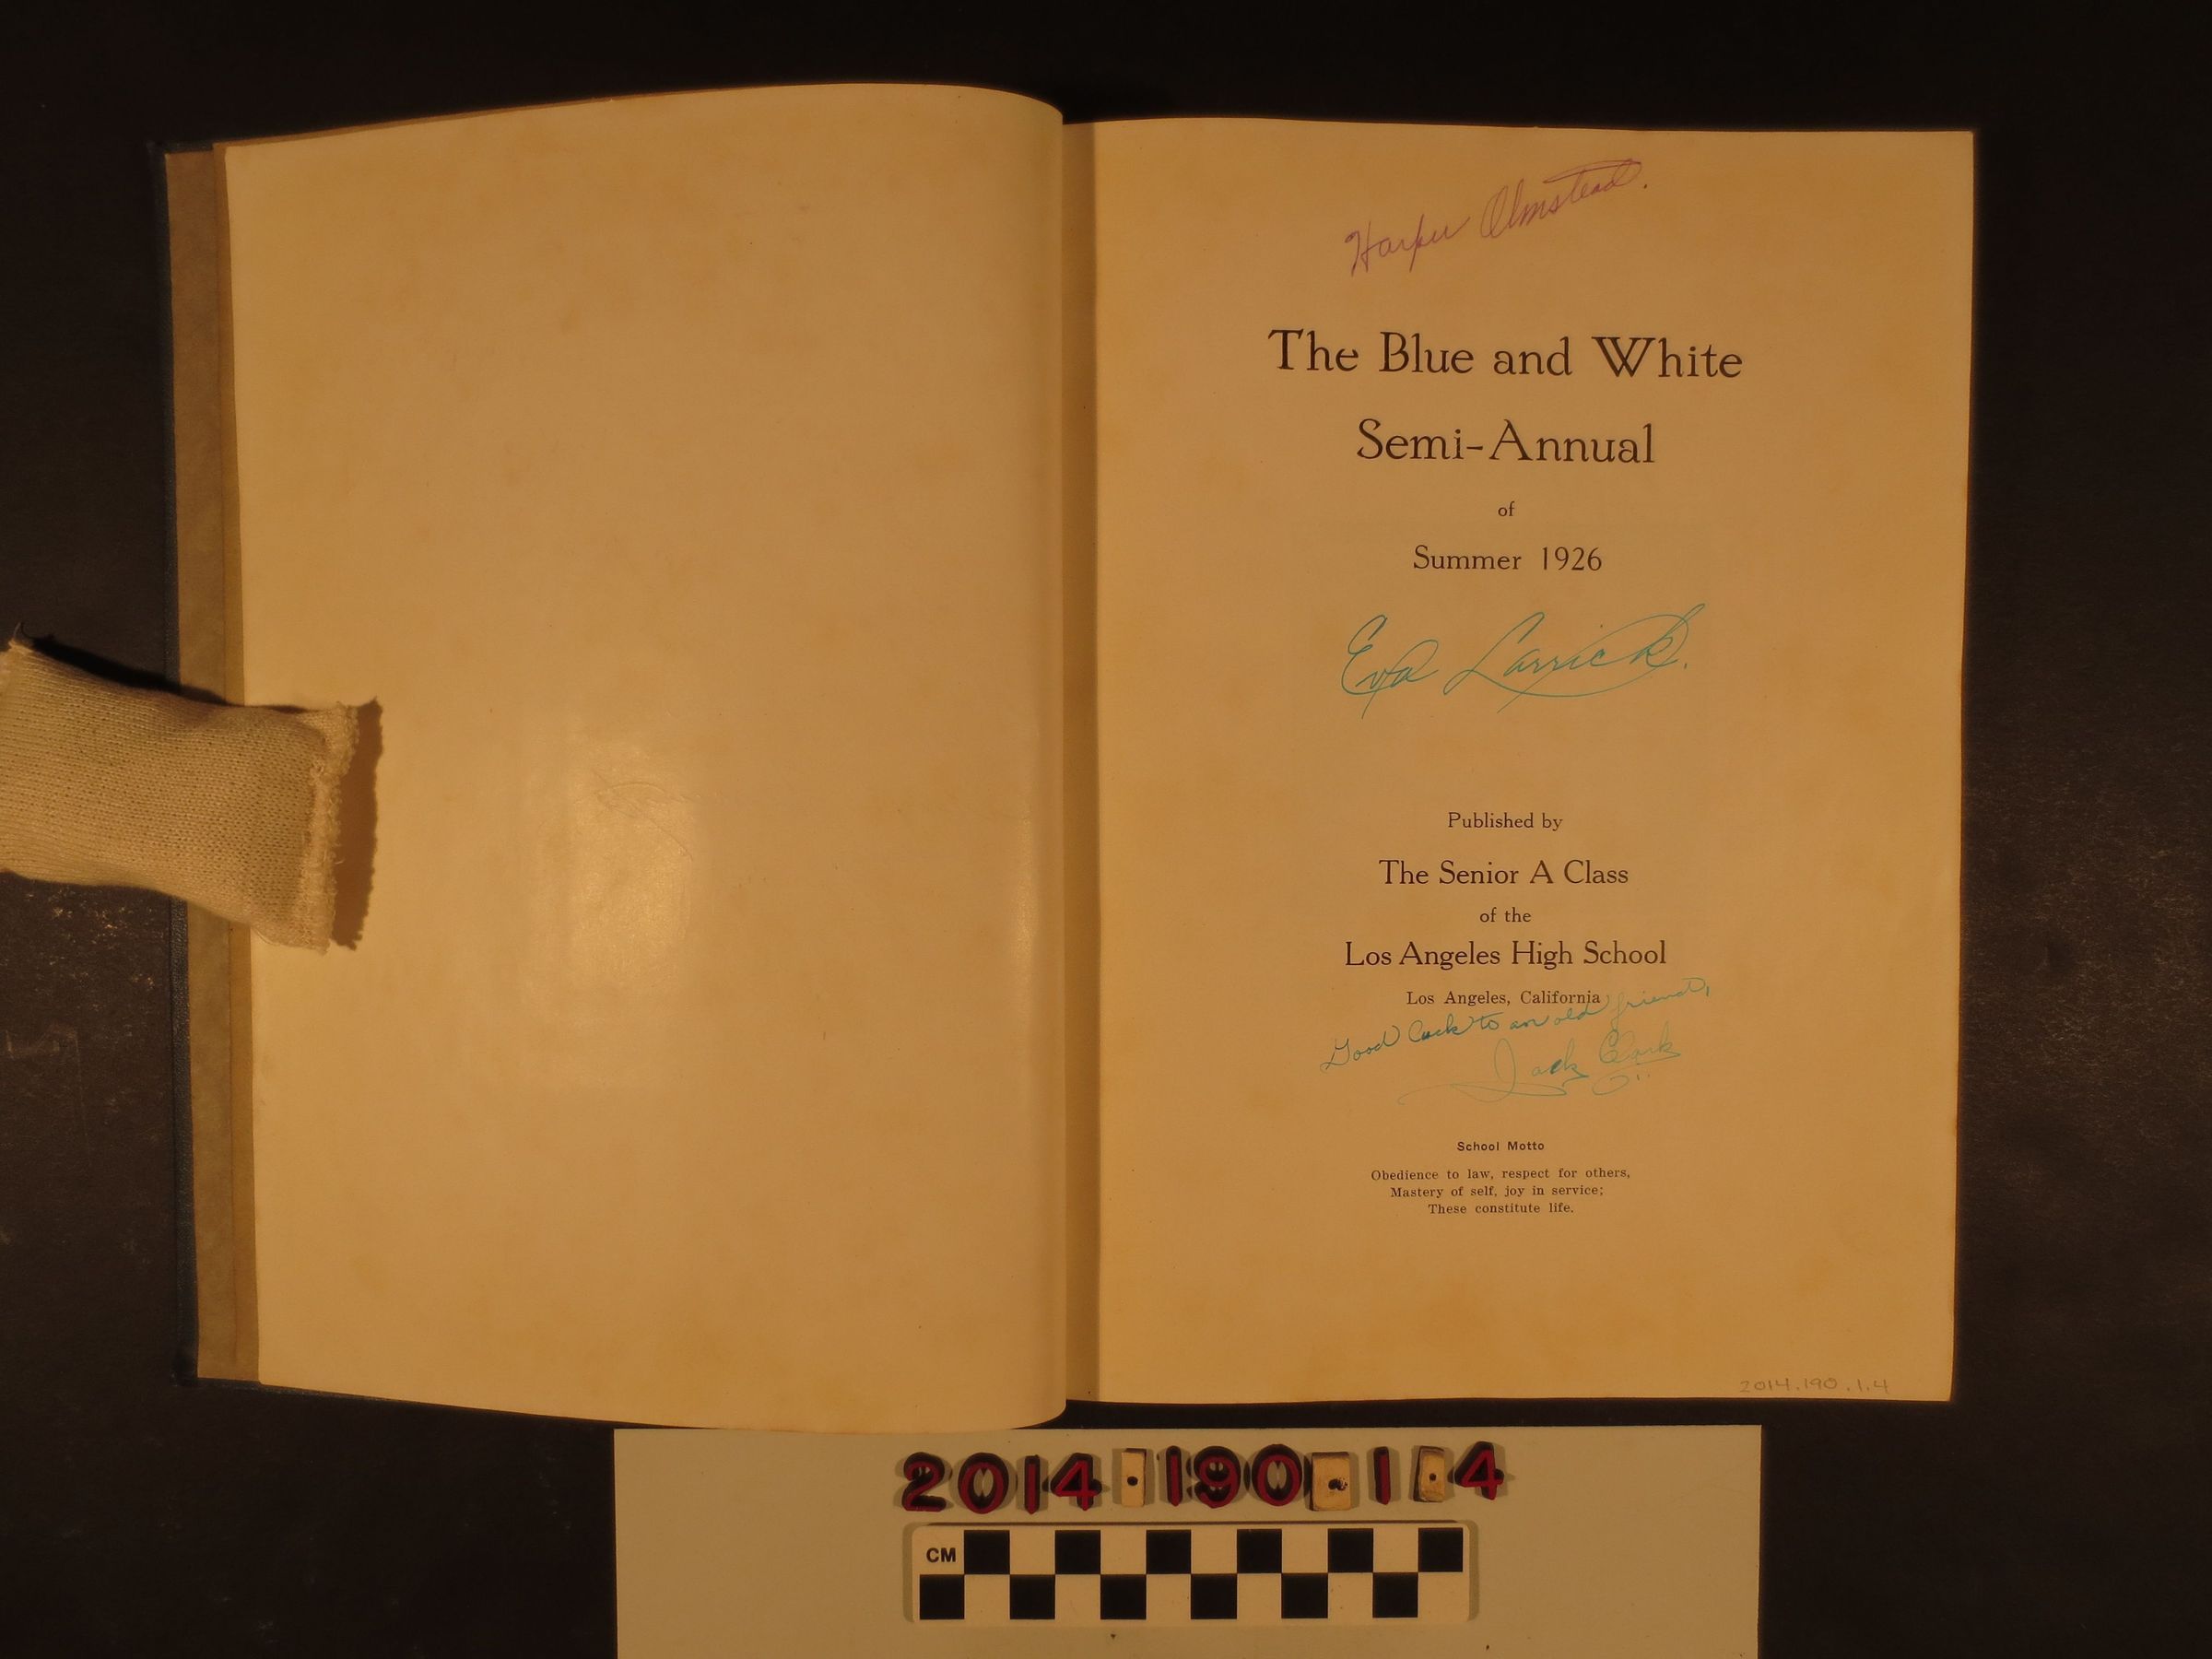 Harper Olmstead.
The Blue and White
Semi-Annual
of
Summer 1926
Eva Larrick.
Published by
The Senior A Class
of the
Los Angeles High School
Los Angeles, California
Good luck to an old friend,
Jack Clark
School Motto
Obedience to law, respect for others,
Mastery of self, joy in service;
These constitute life.
2014.190.1.4
2014.190.1.4
CM